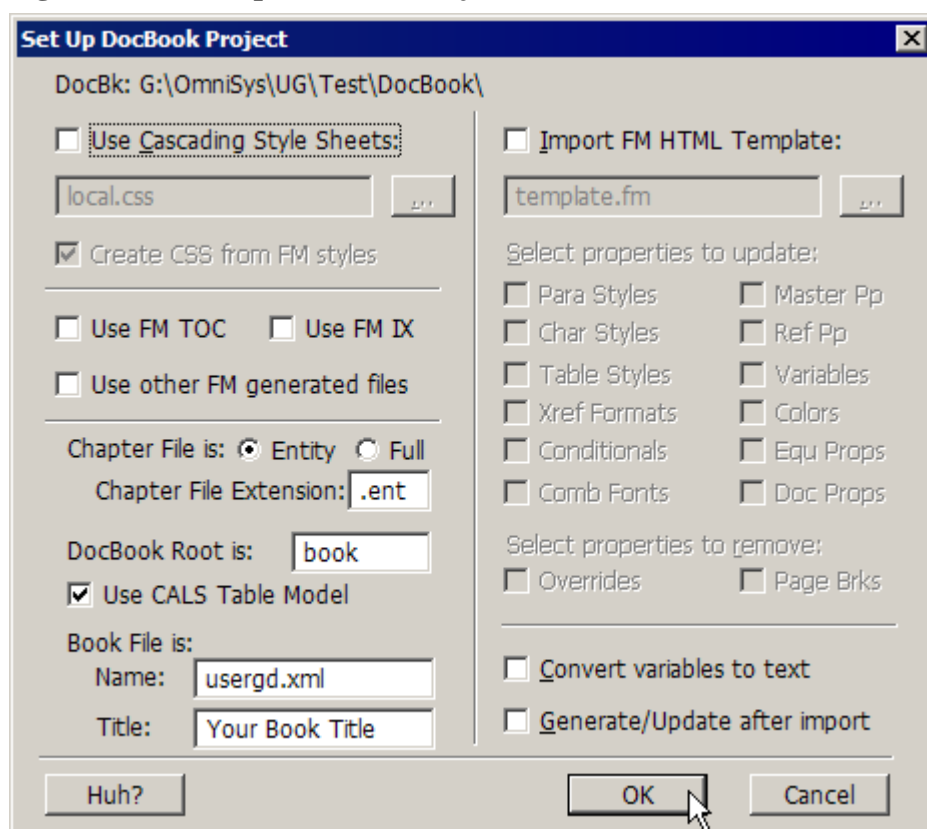 Set Up DocBook Project
DocBk: G:\OmniSys\UG\Test\DocBook\
Use Cascading Style Sheets:
local.css
...
Create CSS from FM styles
Use FM TOC
Use FM IX
Use other FM generated files
Chapter File is: Entity Full
Chapter File Extension: .ent
DocBook Root is: book
Use CALS Table Model
Book File is:
Name: usergd.xml
Title: Your Book Title
Import FM HTML Template:
template.fm
...
Select properties to update:
Para Styles Master Pp
Char Styles Ref Pp
Table Styles Variables
Xref Formats Colors
Conditionals Equ Props
Comb Fonts Doc Props
Select properties to remove:
Overrides Page Brks
Convert variables to text
Generate/Update after import
Huh? OK Cancel